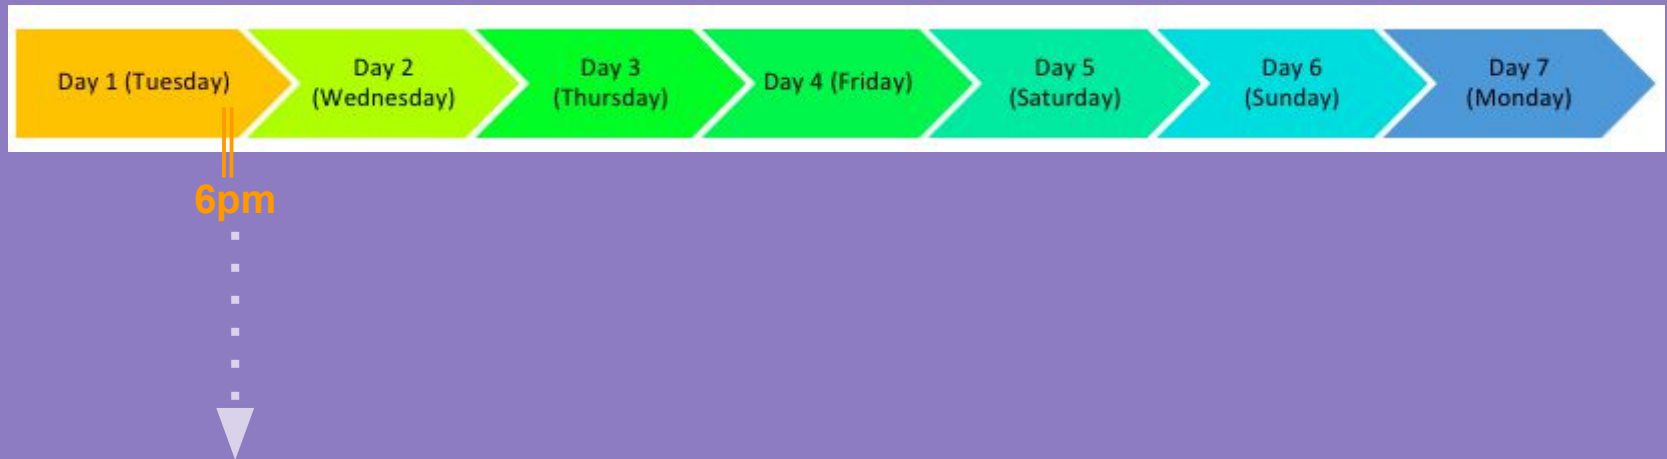 Day 1 (Tuesday)
Day 2
(Wednesday)
Day 3
(Thursday)
Day 4 (Friday)
Day 5
(Saturday)
Day 6
(Sunday)
Day 7
(Monday)
6pm